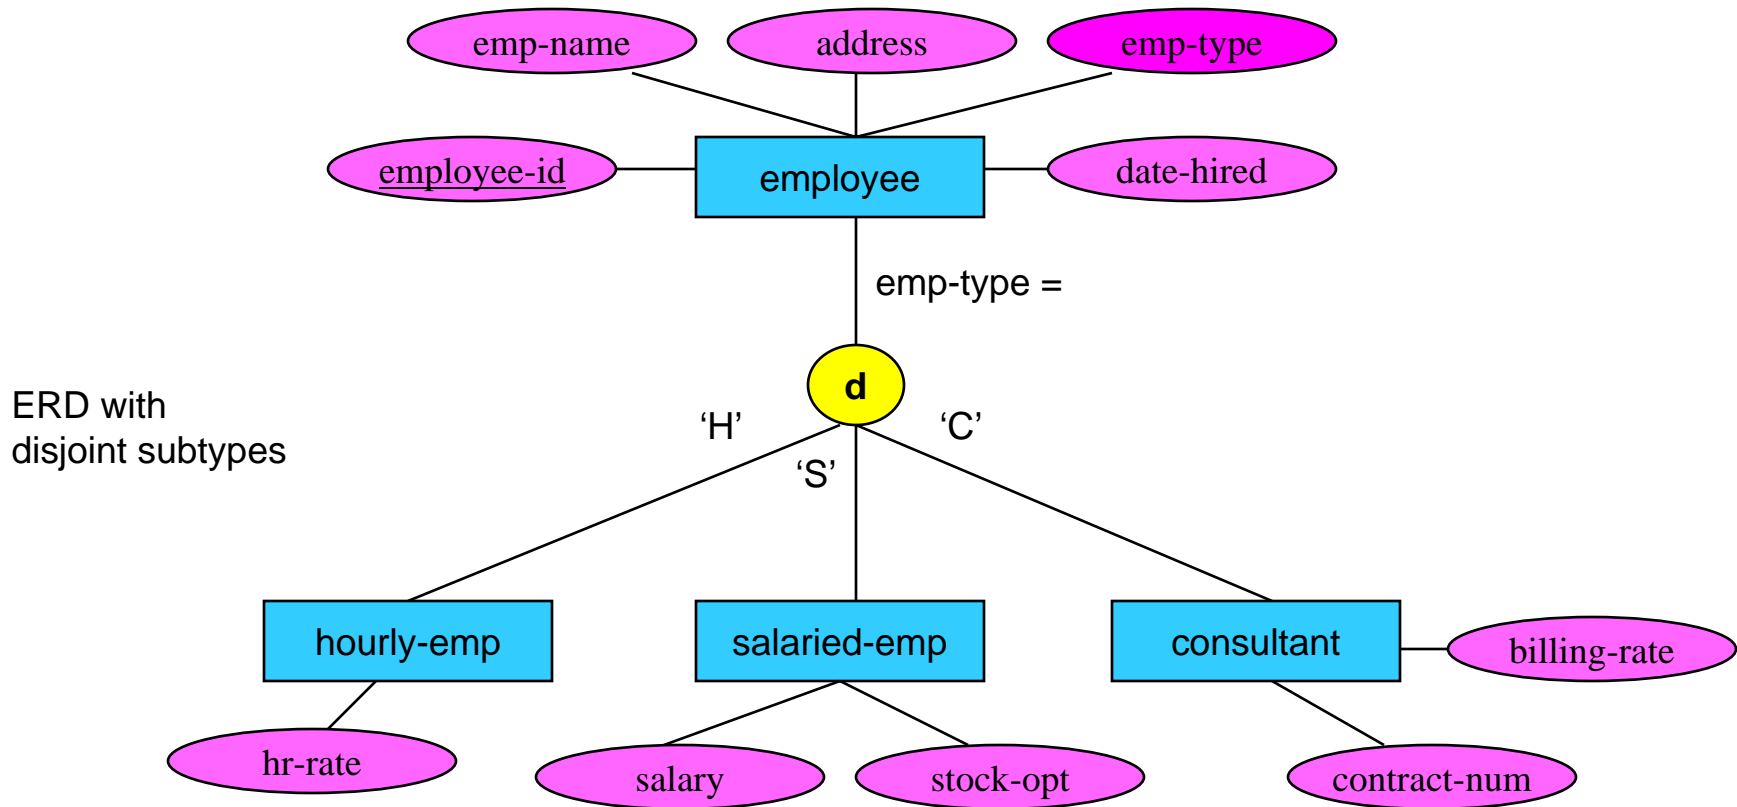 emp-name
address
emp-type
employee-id
employee
date-hired
emp-type =
d
ERD with
disjoint subtypes
‘H’
‘S’
‘C’
hourly-emp
salaried-emp
consultant
billing-rate
hr-rate
salary
stock-opt
contract-num